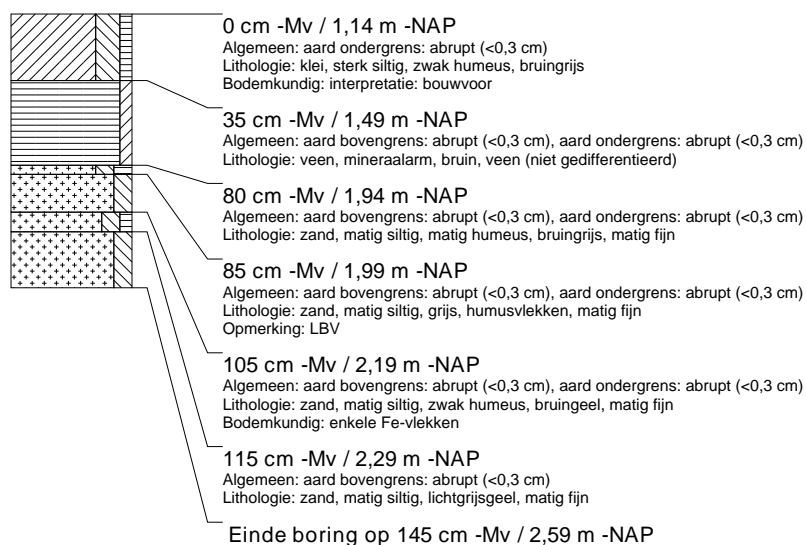 0 cm -Mv / 1,14 m -NAP
Algemeen: aard ondergrens: abrupt (<0,3 cm)
Lithologie: klei, sterk siltig, zwak humeus, bruingrijs
Bodemkundig: interpretatie: bouwvoor
35 cm -Mv / 1,49 m -NAP
Algemeen: aard bovengrens: abrupt (<0,3 cm), aard ondergrens: abrupt (<0,3 cm)
Lithologie: veen, mineraalarm, bruin, veen (niet gedifferentieerd)
80 cm -Mv / 1,94 m -NAP
Algemeen: aard bovengrens: abrupt (<0,3 cm), aard ondergrens: abrupt (<0,3 cm)
Lithologie: zand, matig siltig, matig humeus, bruingrijs, matig fijn
85 cm -Mv / 1,99 m -NAP
Algemeen: aard bovengrens: abrupt (<0,3 cm), aard ondergrens: abrupt (<0,3 cm)
Lithologie: zand, matig siltig, grijs, humusvlekken, matig fijn
Opmerking: LBV
105 cm -Mv / 2,19 m -NAP
Algemeen: aard bovengrens: abrupt (<0,3 cm), aard ondergrens: abrupt (<0,3 cm)
Lithologie: zand, matig siltig, zwak humeus, bruingeel, matig fijn
Bodemkundig: enkele Fe-vlekken
115 cm -Mv / 2,29 m -NAP
Algemeen: aard bovengrens: abrupt (<0,3 cm)
Lithologie: zand, matig siltig, lichtgrijsgeel, matig fijn
Einde boring op 145 cm -Mv / 2,59 m -NAP